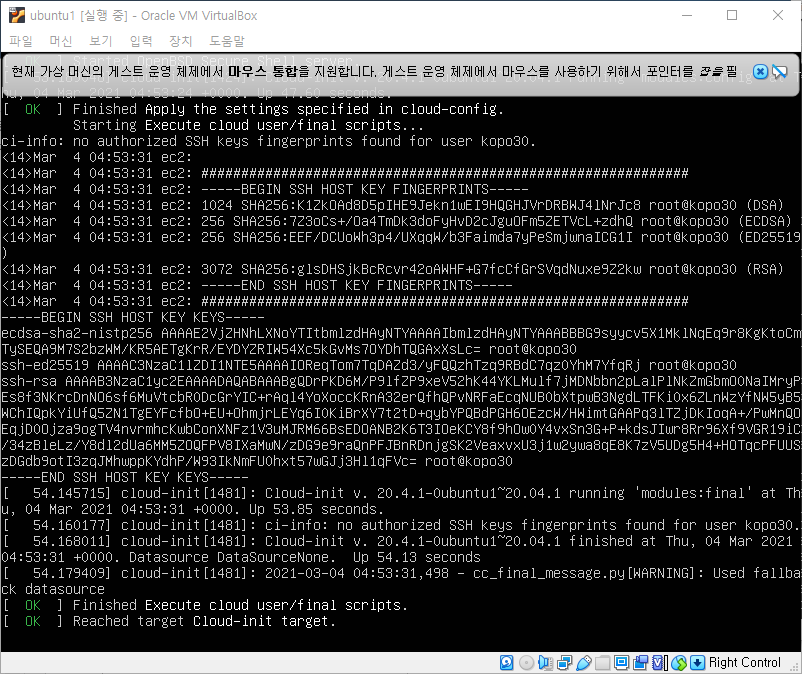 ubuntu1 [실행 중] - Oracle VM VirtualBox
파일 머신 보기 입력 장치 도움말
현재 가상 머신의 게스트 운영 체제에서 마우스 통합을 지원합니다. 게스트 운영 체제에서 마우스를 사용하기 위해서 포인터를 잡을 필
u, 04 Mar 2021 04:53:24 +0000. Up 47.60 seconds.
[  OK  ] Finished Apply the settings specified in cloud-config.
Starting Execute cloud user/final scripts...
ci-info: no authorized SSH keys fingerprints found for user kopo30.
<14>Mar  4 04:53:31 ec2:
<14>Mar  4 04:53:31 ec2: #############################################################
<14>Mar  4 04:53:31 ec2: -----BEGIN SSH HOST KEY FINGERPRINTS-----
<14>Mar  4 04:53:31 ec2: 1024 SHA256:K1ZkOAd8D5pIHE9Jekn1wEI9HQGHJVrDRBWJ4lNrJc8 root@kopo30 (DSA)
<14>Mar  4 04:53:31 ec2: 256 SHA256:7Z3oCs+/Oa4TmDk3doFyHvD2cJguOFm5ZETVcL+zdhQ root@kopo30 (ECDSA)
<14>Mar  4 04:53:31 ec2: 256 SHA256:EEF/DCUoWh3p4/UXqqW/b3Faimda7yPeSmjwnaICG1I root@kopo30 (ED25519
)
<14>Mar  4 04:53:31 ec2: 3072 SHA256:glsDHSjkBcRcvr42oAWHF+G7fcCfGrSVqdNuxe9Z2kw root@kopo30 (RSA)
<14>Mar  4 04:53:31 ec2: -----END SSH HOST KEY FINGERPRINTS-----
<14>Mar  4 04:53:31 ec2: #############################################################
-----BEGIN SSH HOST KEY KEYS-----
ecdsa-sha2-nistp256 AAAAE2VjZHNhLXNoYTItbmlzdHAyNTYAAAAIbmlzdHAyNTYAAABBBG9syycv5X1MklNqEq9r8KgKtoCm
TySEQA9M7S2bzWM/KR5AETgKrR/EYDYZRIW54Xc5kGvMs7OYDhTQGAxXsLc= root@kopo30
ssh-ed25519 AAAAC3NzaC1lZDI1NTE5AAAAIOReqTom7TqDAZd3/yFQQzhTzq9RBdC7qz0YhM7YfqRj root@kopo30
ssh-rsa AAAAB3NzaC1yc2EAAAADAQABAAABgQDrPKD6M/P9lfZP9xeV52hK44YKLMulf7jMDNbbn2pLalPlNkZmGbmO0NaIMryP
Es8f3NKrcDnNO6sf6MuVtcbR0DcGrYIC+rAql4YoXoccKRnA32erQfhQPvNRFaEcqNUB0bXtpwB3NgdLTFKi0x6ZLnWzYfNW5yB5
WChIQpkYiUfQ5ZN1TgEYFcfbO+EU+OhmjrLEYq6I0KiBrXY7t2tD+qybYPQBdPGH6OEzcW/HWimtGAAPq3lTZjDkIoqA+/PwMnQO
EqjDOOjza9ogTV4nvrmhcKwbConXNFz1V3uMJRM66BsEDOANB2K6T3IOeKCY8f9hOw0Y4vxSn3G+P+kdsJIwr8Rr96Xf9VGR19iC
/34zBleLz/Y8dl2dUa6MM5ZOQFPV8IXaMwN/zDG9e9raQnPFJBnRDnjgSK2VeaxvxU3j1w2ywa8qE8K7zV5UDg5H4+HOTqcPFUUS
zDGdb9otI3zqJMhwppKYdhP/W93IkNmFU0hxt57wGJj3Hl1qFVc= root@kopo30
-----END SSH HOST KEY KEYS-----
[   54.145715] cloud-init[1481]: Cloud-init v. 20.4.1-0ubuntu1~20.04.1 running 'modules:final' at Th
u, 04 Mar 2021 04:53:31 +0000. Up 53.85 seconds.
[   54.160177] cloud-init[1481]: ci-info: no authorized SSH keys fingerprints found for user kopo30.
[   54.168011] cloud-init[1481]: Cloud-init v. 20.4.1-0ubuntu1~20.04.1 finished at Thu, 04 Mar 2021
04:53:31 +0000. Datasource DataSourceNone.  Up 54.13 seconds
[   54.179409] cloud-init[1481]: 2021-03-04 04:53:31,498 - cc_final_message.py[WARNING]: Used fallba
ck datasource
[  OK  ] Finished Execute cloud user/final scripts.
[  OK  ] Reached target Cloud-init target.
Right Control